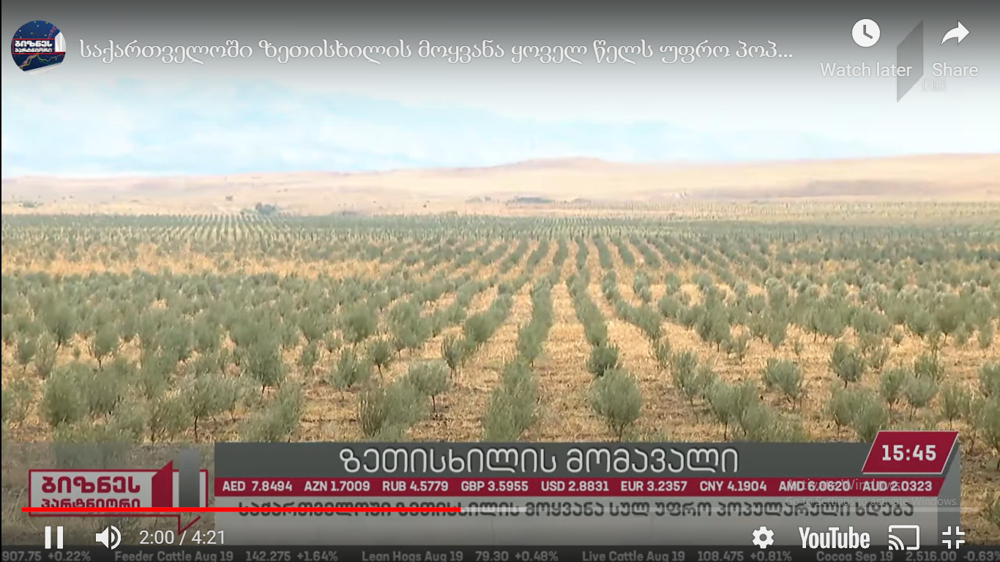 ბიზნეს
პარტნიორი
საქართველოში ზეთისხილის მოყვანა ყოველ წელს უფრო პოპ...
Watch later
Share
ზეთისხილის მომავალი
15:45
ბიზნეს
პარტნიორი
AED 7.8494 AZN 1.7009 RUB 4.5779 GBP 3.5955 USD 2.8831 EUR 3.2357 CNY 4.1904 AMD 6.0620 AUD 2.0323
Activate Windows
Go to Settings to activate Windows.
საქართველოში ზეთისხილის მოყვანა სულ უფრო პოპულარული ხდება
2:00 / 4:21
YouTube
907.75 +0.22% Feeder Cattle Aug 19 142.275 +1.64% Lean Hogs Aug 19 79.30 +0.48% Live Cattle Aug 19 108.475 +0.81% Cocoa Sep 19 2,516.00 -0.63%